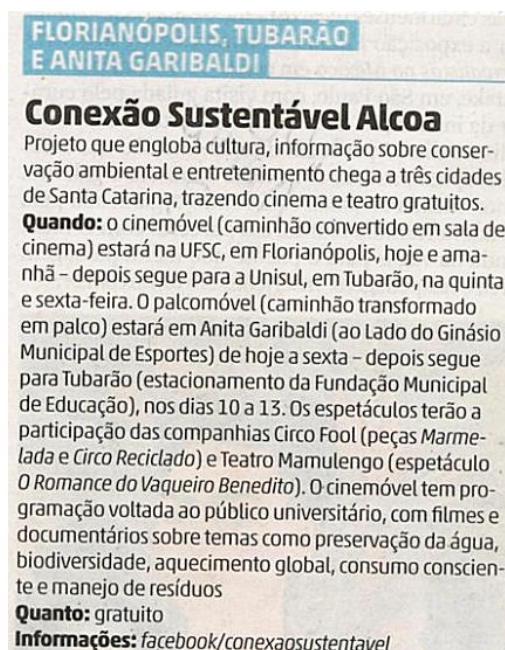 FLORIANÓPOLIS, TUBARÃO
E ANITA GARIBALDI
Conexão Sustentável Alcoa
Projeto que engloba cultura, informação sobre conser-
vação ambiental e entretenimento chega a três cidades
de Santa Catarina, trazendo cinema e teatro gratuitos.
Quando: o cinemóvel (caminhão convertido em sala de
cinema) estará na UFSC, em Florianópolis, hoje e ama-
nhã – depois segue para a Unisul, em Tubarão, na quinta
e sexta-feira. O palcomóvel (caminhão transformado
em palco) estará em Anita Garibaldi (ao Lado do Ginásio
Municipal de Esportes) de hoje a sexta – depois segue
para Tubarão (estacionamento da Fundação Municipal
de Educação), nos dias 10 a 13. Os espetáculos terão a
participação das companhias Circo Fool (peças Marme-
lada e Circo Reciclado) e Teatro Mamulengo (espetáculo
O Romance do Vaqueiro Benedito). O cinemóvel tem pro-
gramação voltada ao público universitário, com filmes e
documentários sobre temas como preservação da água,
biodiversidade, aquecimento global, consumo conscien-
te e manejo de resíduos
Quanto: gratuito
Informações: facebook/conexaosustentavel